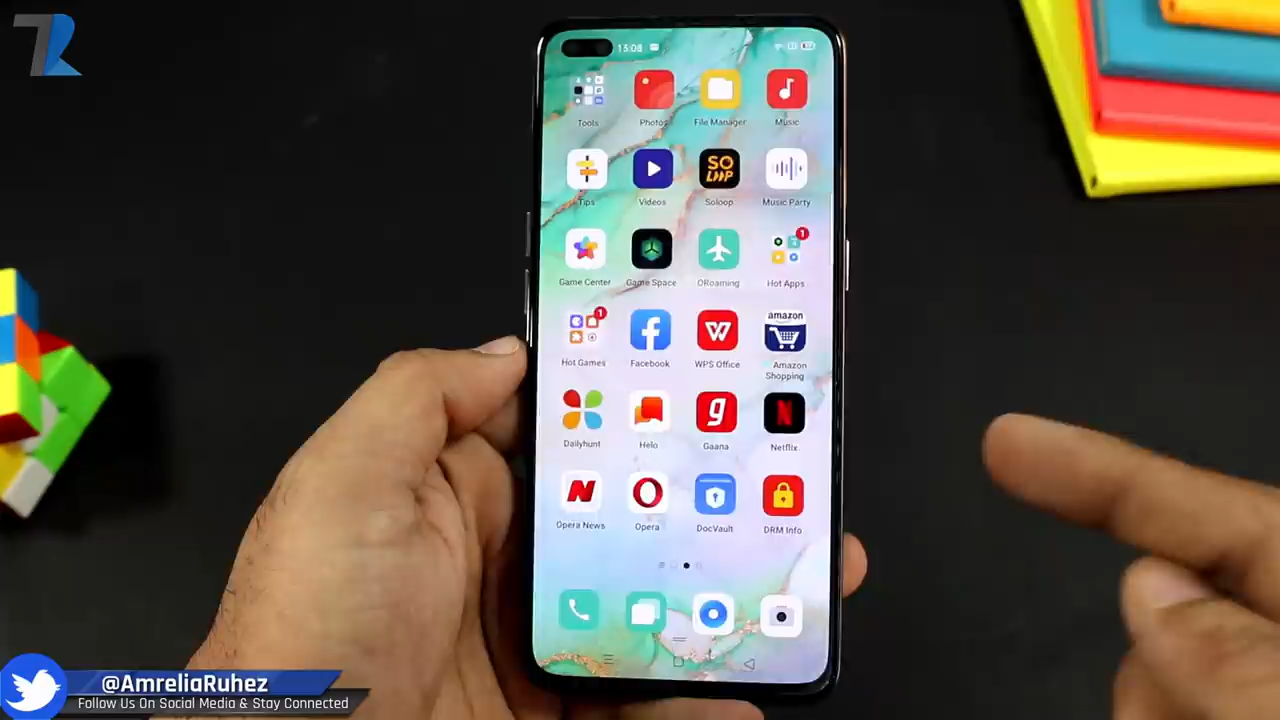 13:08
Tools Photos File Manager Music
Tips Videos Soloop Music Party
SO
LOOP
Game Center Game Space ORoaming Hot Apps
1
1
amazon
Hot Games Facebook WPS Office Amazon
Shopping
Dailyhunt Helo Gaana Netflix
Opera News Opera DocVault DRM Info
@AmreliaRuhez
Follow Us On Social Media & Stay Connected